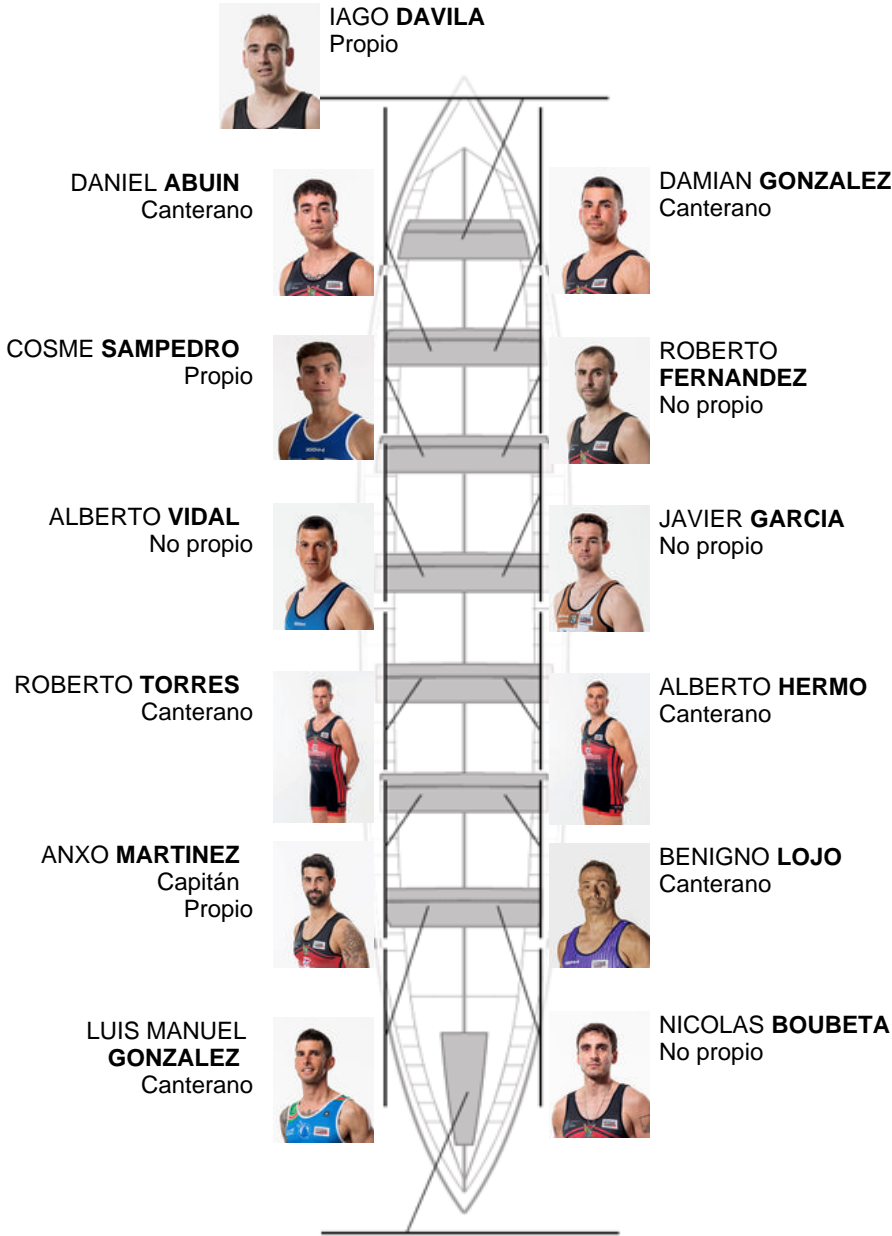 IAGO DAVILA
Propio
DANIEL ABUIN
Canterano
DAMIAN GONZALEZ
Canterano
COSME SAMPEDRO
Propio
ROBERTO
FERNANDEZ
No propio
ALBERTO VIDAL
No propio
JAVIER GARCIA
No propio
ROBERTO TORRES
Canterano
ALBERTO HERMO
Canterano
ANXO MARTINEZ
Capitán
Propio
BENIGNO LOJO
Canterano
LUIS MANUEL
GONZALEZ
Canterano
NICOLAS BOUBETA
No propio